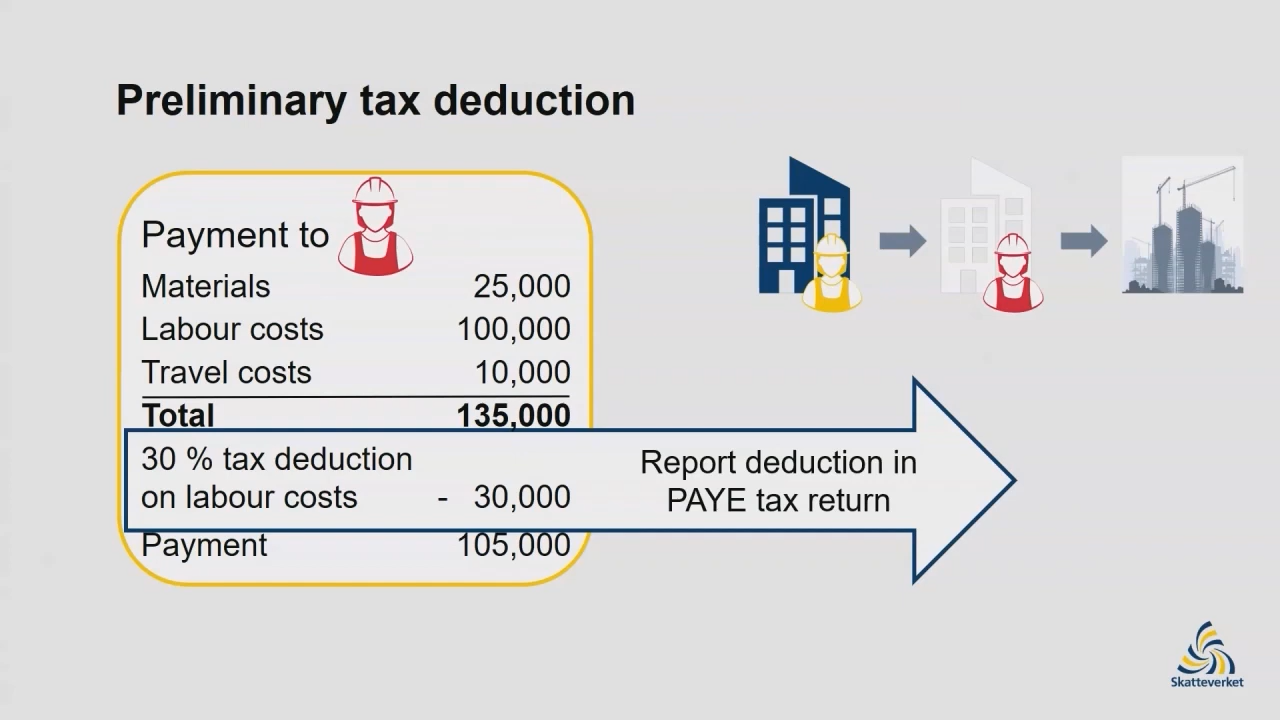 Preliminary tax deduction
Payment to
Materials 25,000
Labour costs 100,000
Travel costs 10,000
Total 135,000
30 % tax deduction
on labour costs - 30,000
Payment 105,000
Report deduction in
PAYE tax return
Skatteverket